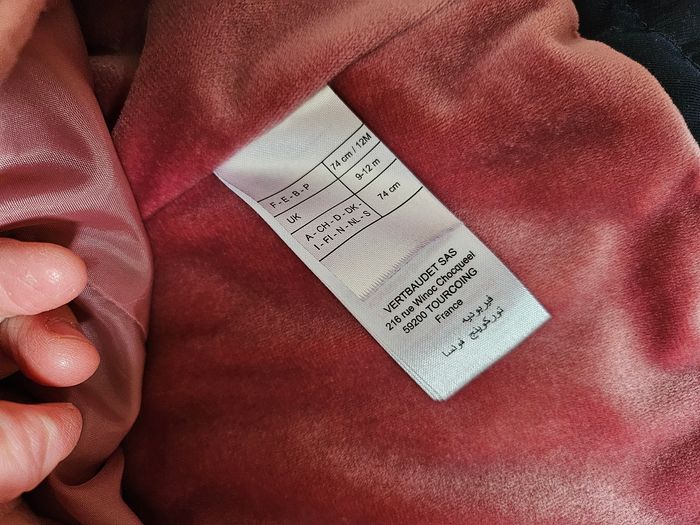 F - E - B - P 74 cm / 12M
UK 9-12 m
A - CH - D - DK - 74 cm
I - FI - N - NL - S
VERTBAUDET SAS
216 rue Winoc Chocqueel
59200 TOURCOING
France
فيربوديه
توركوينج فرنسا